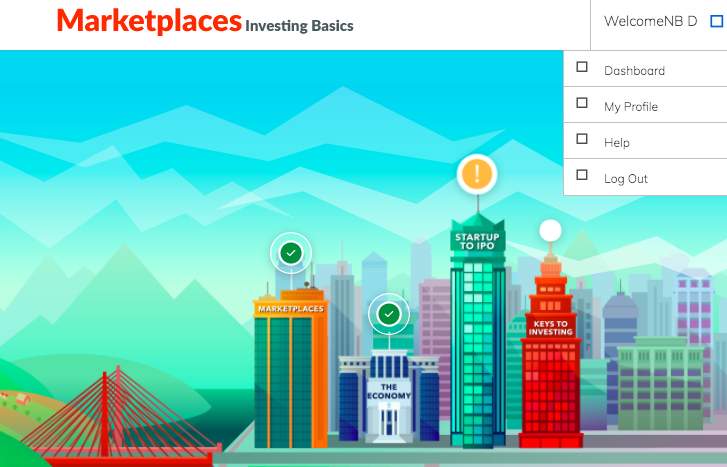 Marketplaces Investing Basics
WelcomeNB D
Dashboard
My Profile
Help
Log Out
!
STARTUP
TO IPO
MARKETPLACES
KEYS TO
INVESTING
THE
ECONOMY